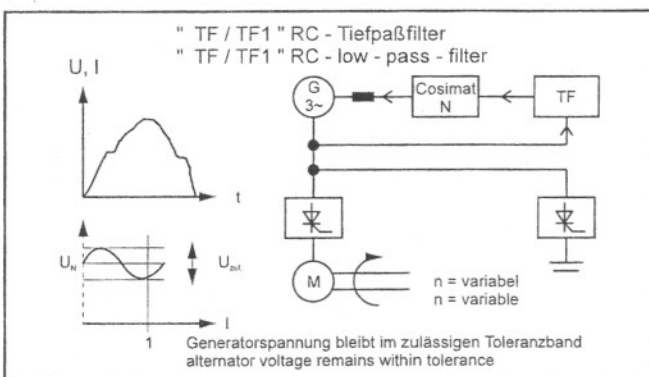 " TF / TF1 " RC - Tiefpaßfilter
" TF / TF1 " RC - low - pass - filter
U, I
t
G
3~
Cosimat
N
TF
U_N
U_zul.
I
1
M
n = variabel
n = variable
Generatorspannung bleibt im zulässigen Toleranzband
alternator voltage remains within tolerance